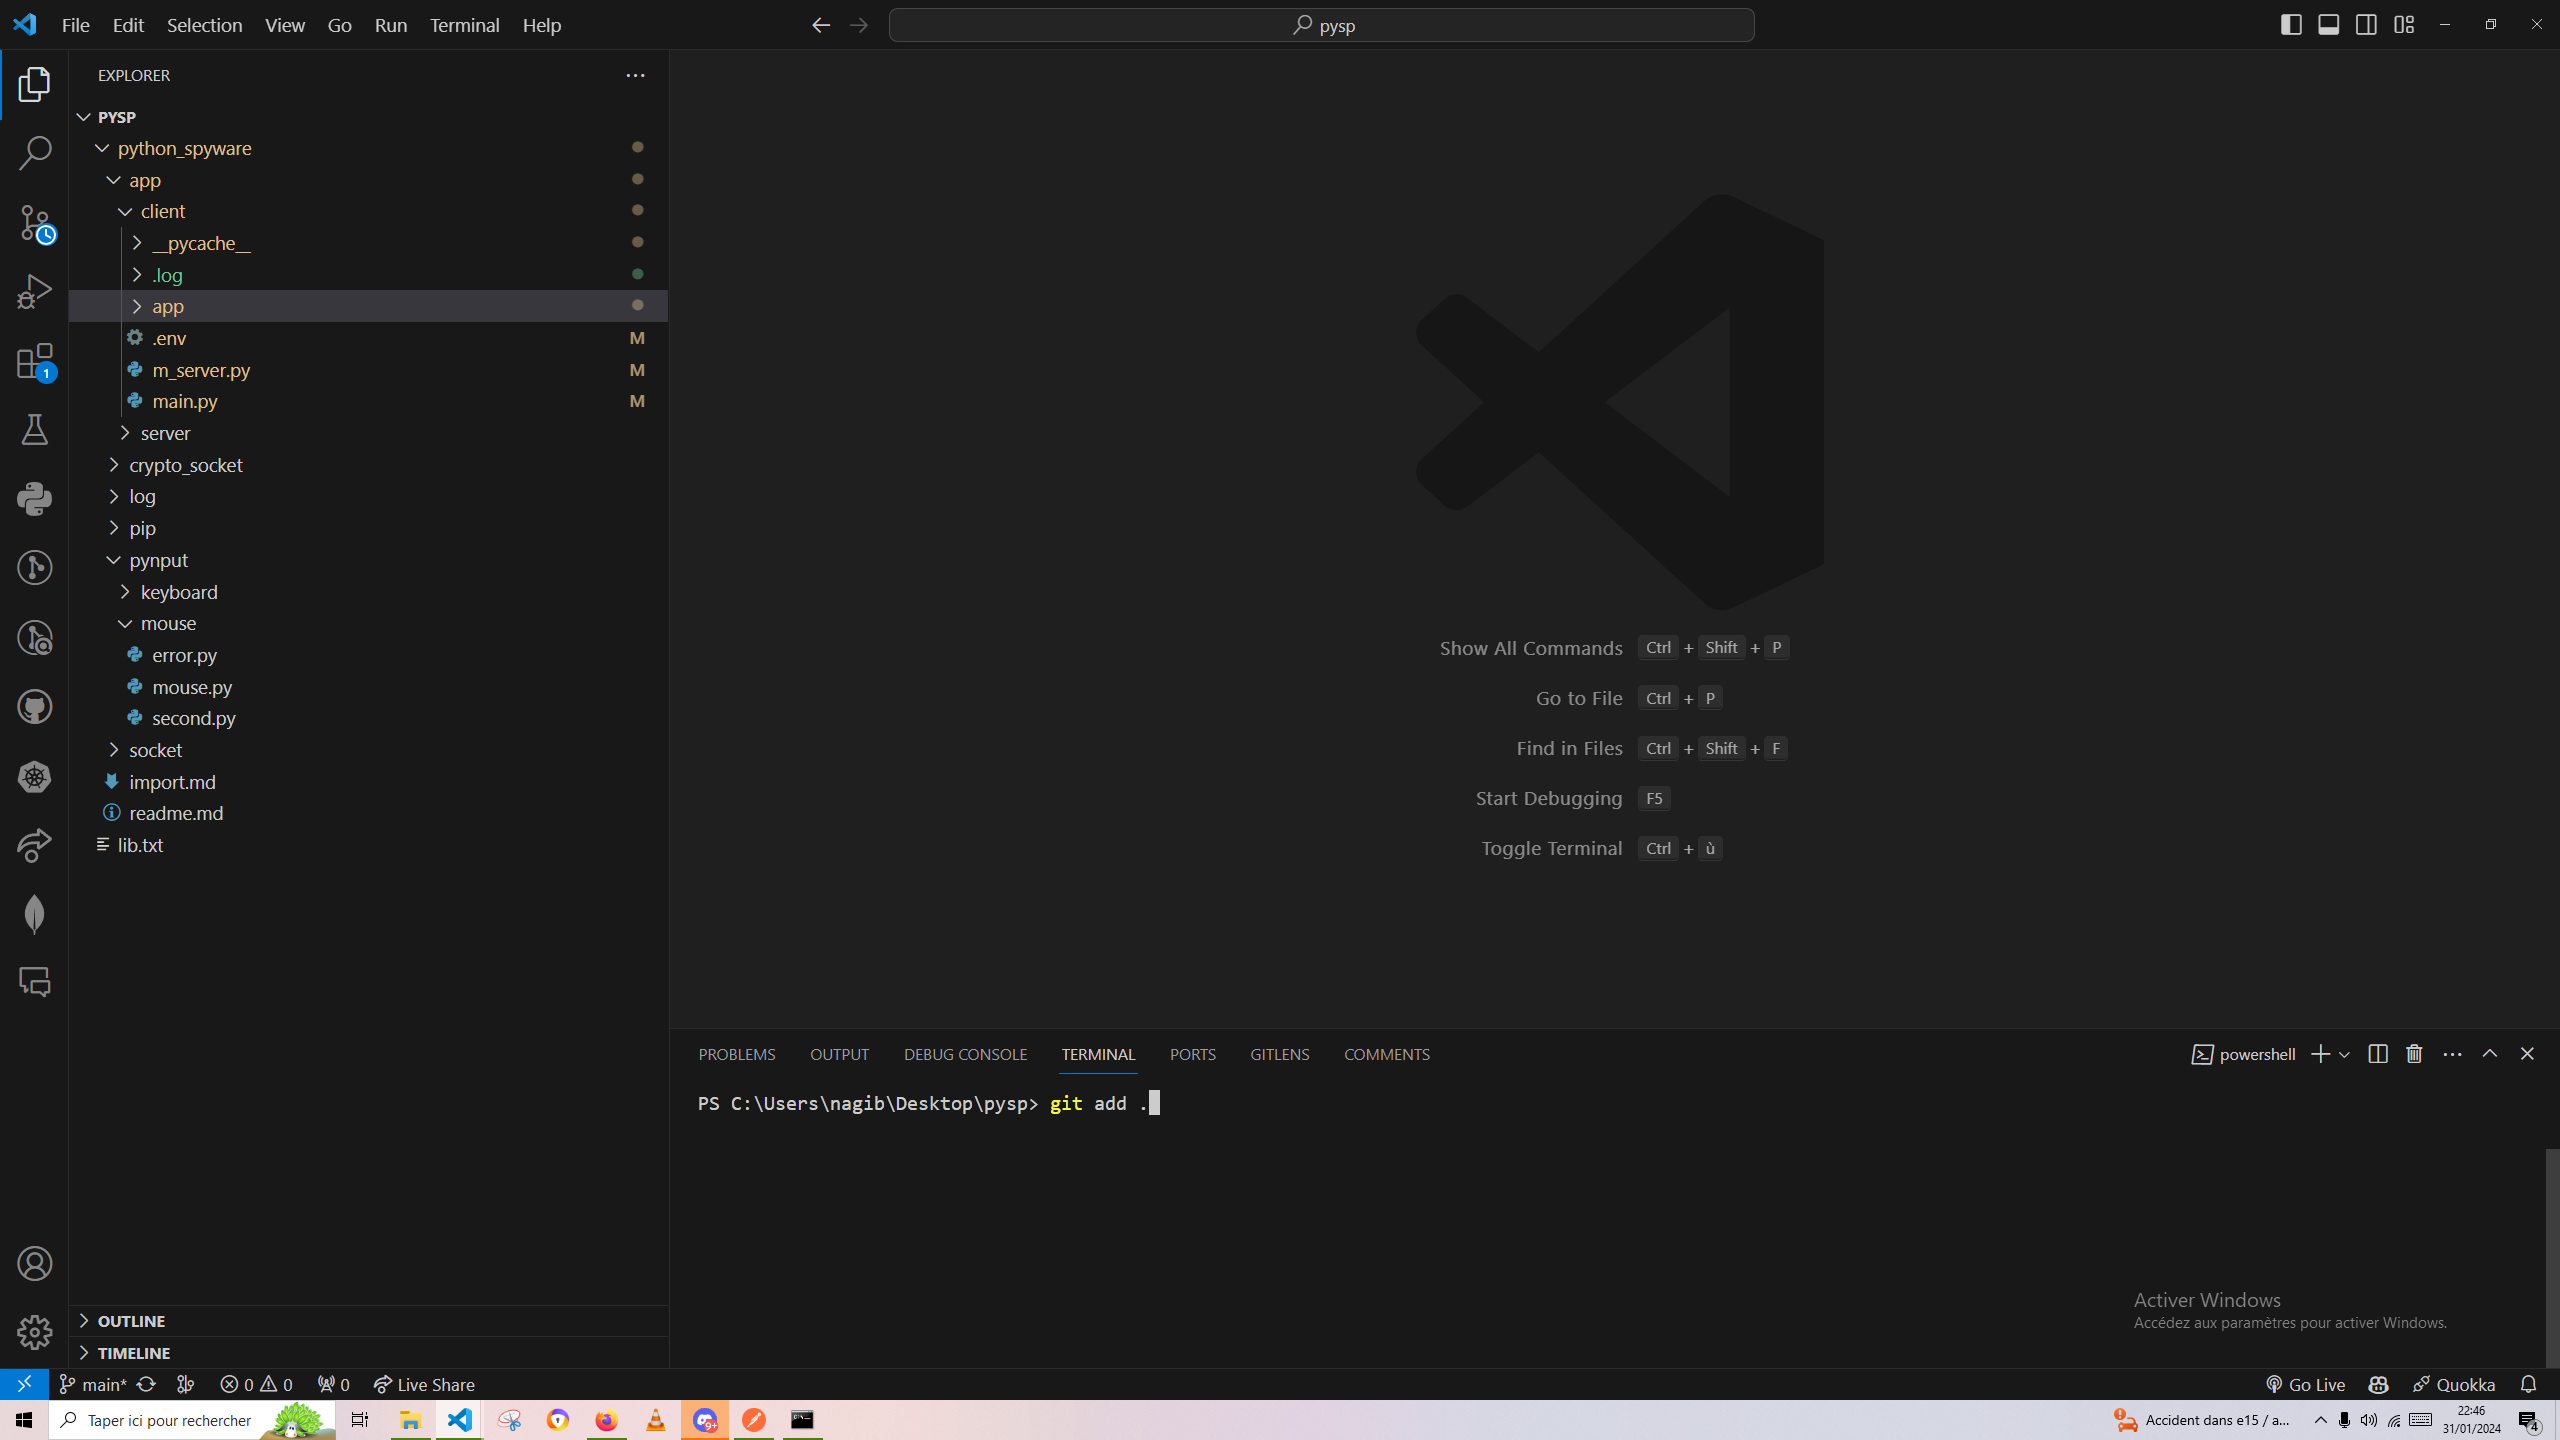 File Edit Selection View Go Run Terminal Help
pysp
EXPLORER
PYSP
python_spyware
app
client
__pycache__
.log
app
.env M
m_server.py M
main.py M
server
crypto_socket
log
pip
pynput
keyboard
mouse
error.py
mouse.py
second.py
socket
import.md
readme.md
lib.txt
1
Show All Commands Ctrl + Shift + P
Go to File Ctrl + P
Find in Files Ctrl + Shift + F
Start Debugging F5
Toggle Terminal Ctrl + ù
PROBLEMS OUTPUT DEBUG CONSOLE TERMINAL PORTS GITLENS COMMENTS
powershell
PS C:\Users\nagib\Desktop\pysp> git add .
Activer Windows
Accédez aux paramètres pour activer Windows.
OUTLINE
TIMELINE
main* 0 0 0 Live Share
Go Live Quokka
Taper ici pour rechercher
9+
Accident dans e15 / a...
22:46
31/01/2024
4